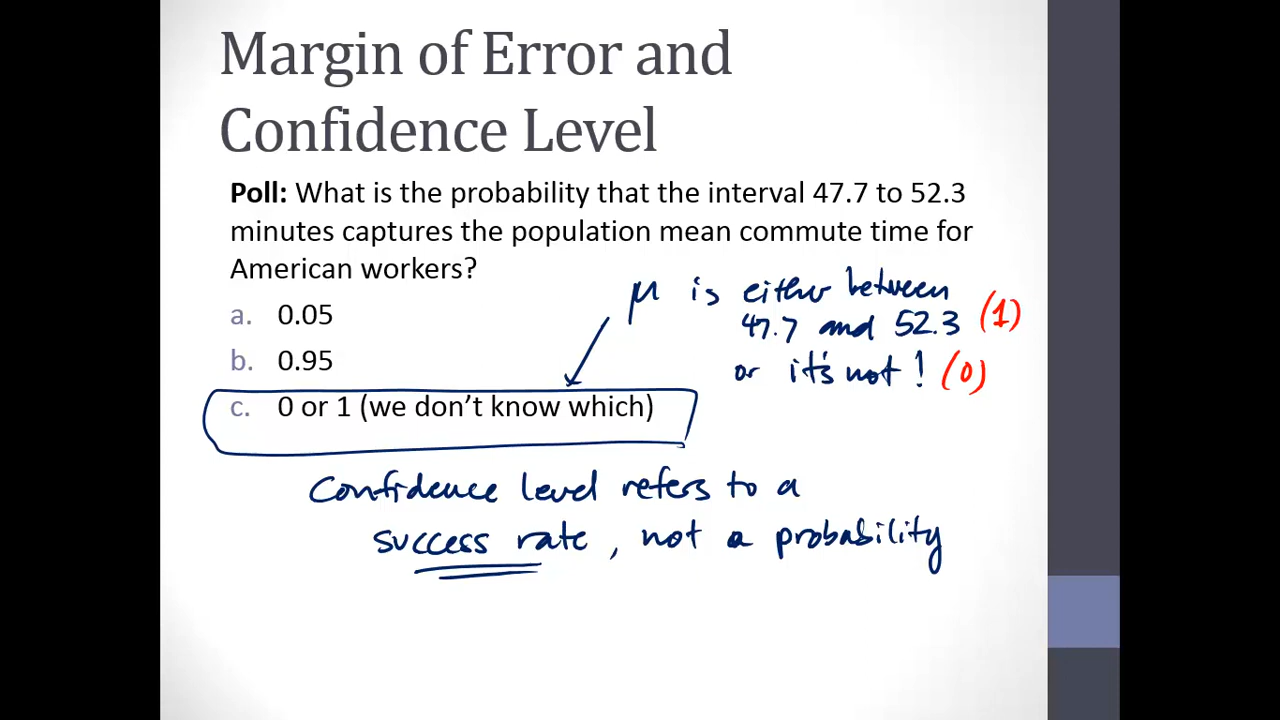 Margin of Error and
Confidence Level
Poll: What is the probability that the interval 47.7 to 52.3
minutes captures the population mean commute time for
American workers?
a. 0.05
b. 0.95
c. 0 or 1 (we don't know which)
μ is either between
47.7 and 52.3 (1)
or it's not! (0)
Confidence level refers to a
success rate, not a probability